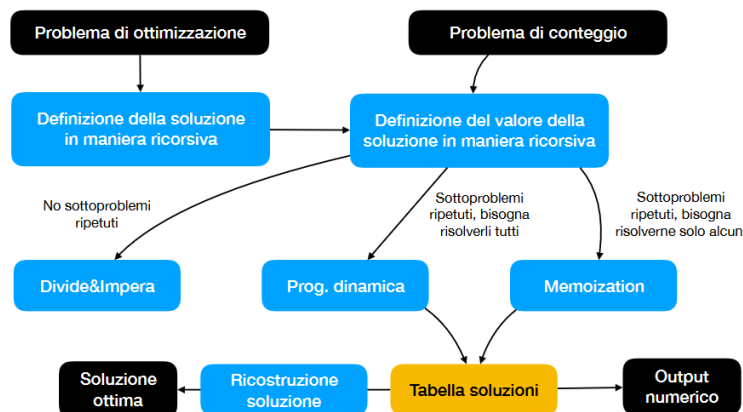 Problema di ottimizzazione
Problema di conteggio
Definizione della soluzione
in maniera ricorsiva
Definizione del valore della
soluzione in maniera ricorsiva
No sottoproblemi
ripetuti
Sottoproblemi
ripetuti, bisogna
risolverli tutti
Sottoproblemi
ripetuti, bisogna
risolverne solo alcun
Divide&Impera
Prog. dinamica
Memoization
Soluzione
ottima
Ricostruzione
soluzione
Tabella soluzioni
Output
numerico